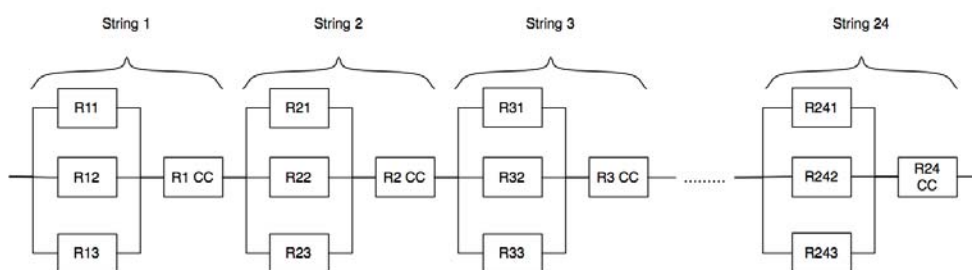 String 1 String 2 String 3 String 24
R11 R21 R31 R241
R12 R1 CC R22 R2 CC R32 R3 CC ......... R242 R24
CC
R13 R23 R33 R243